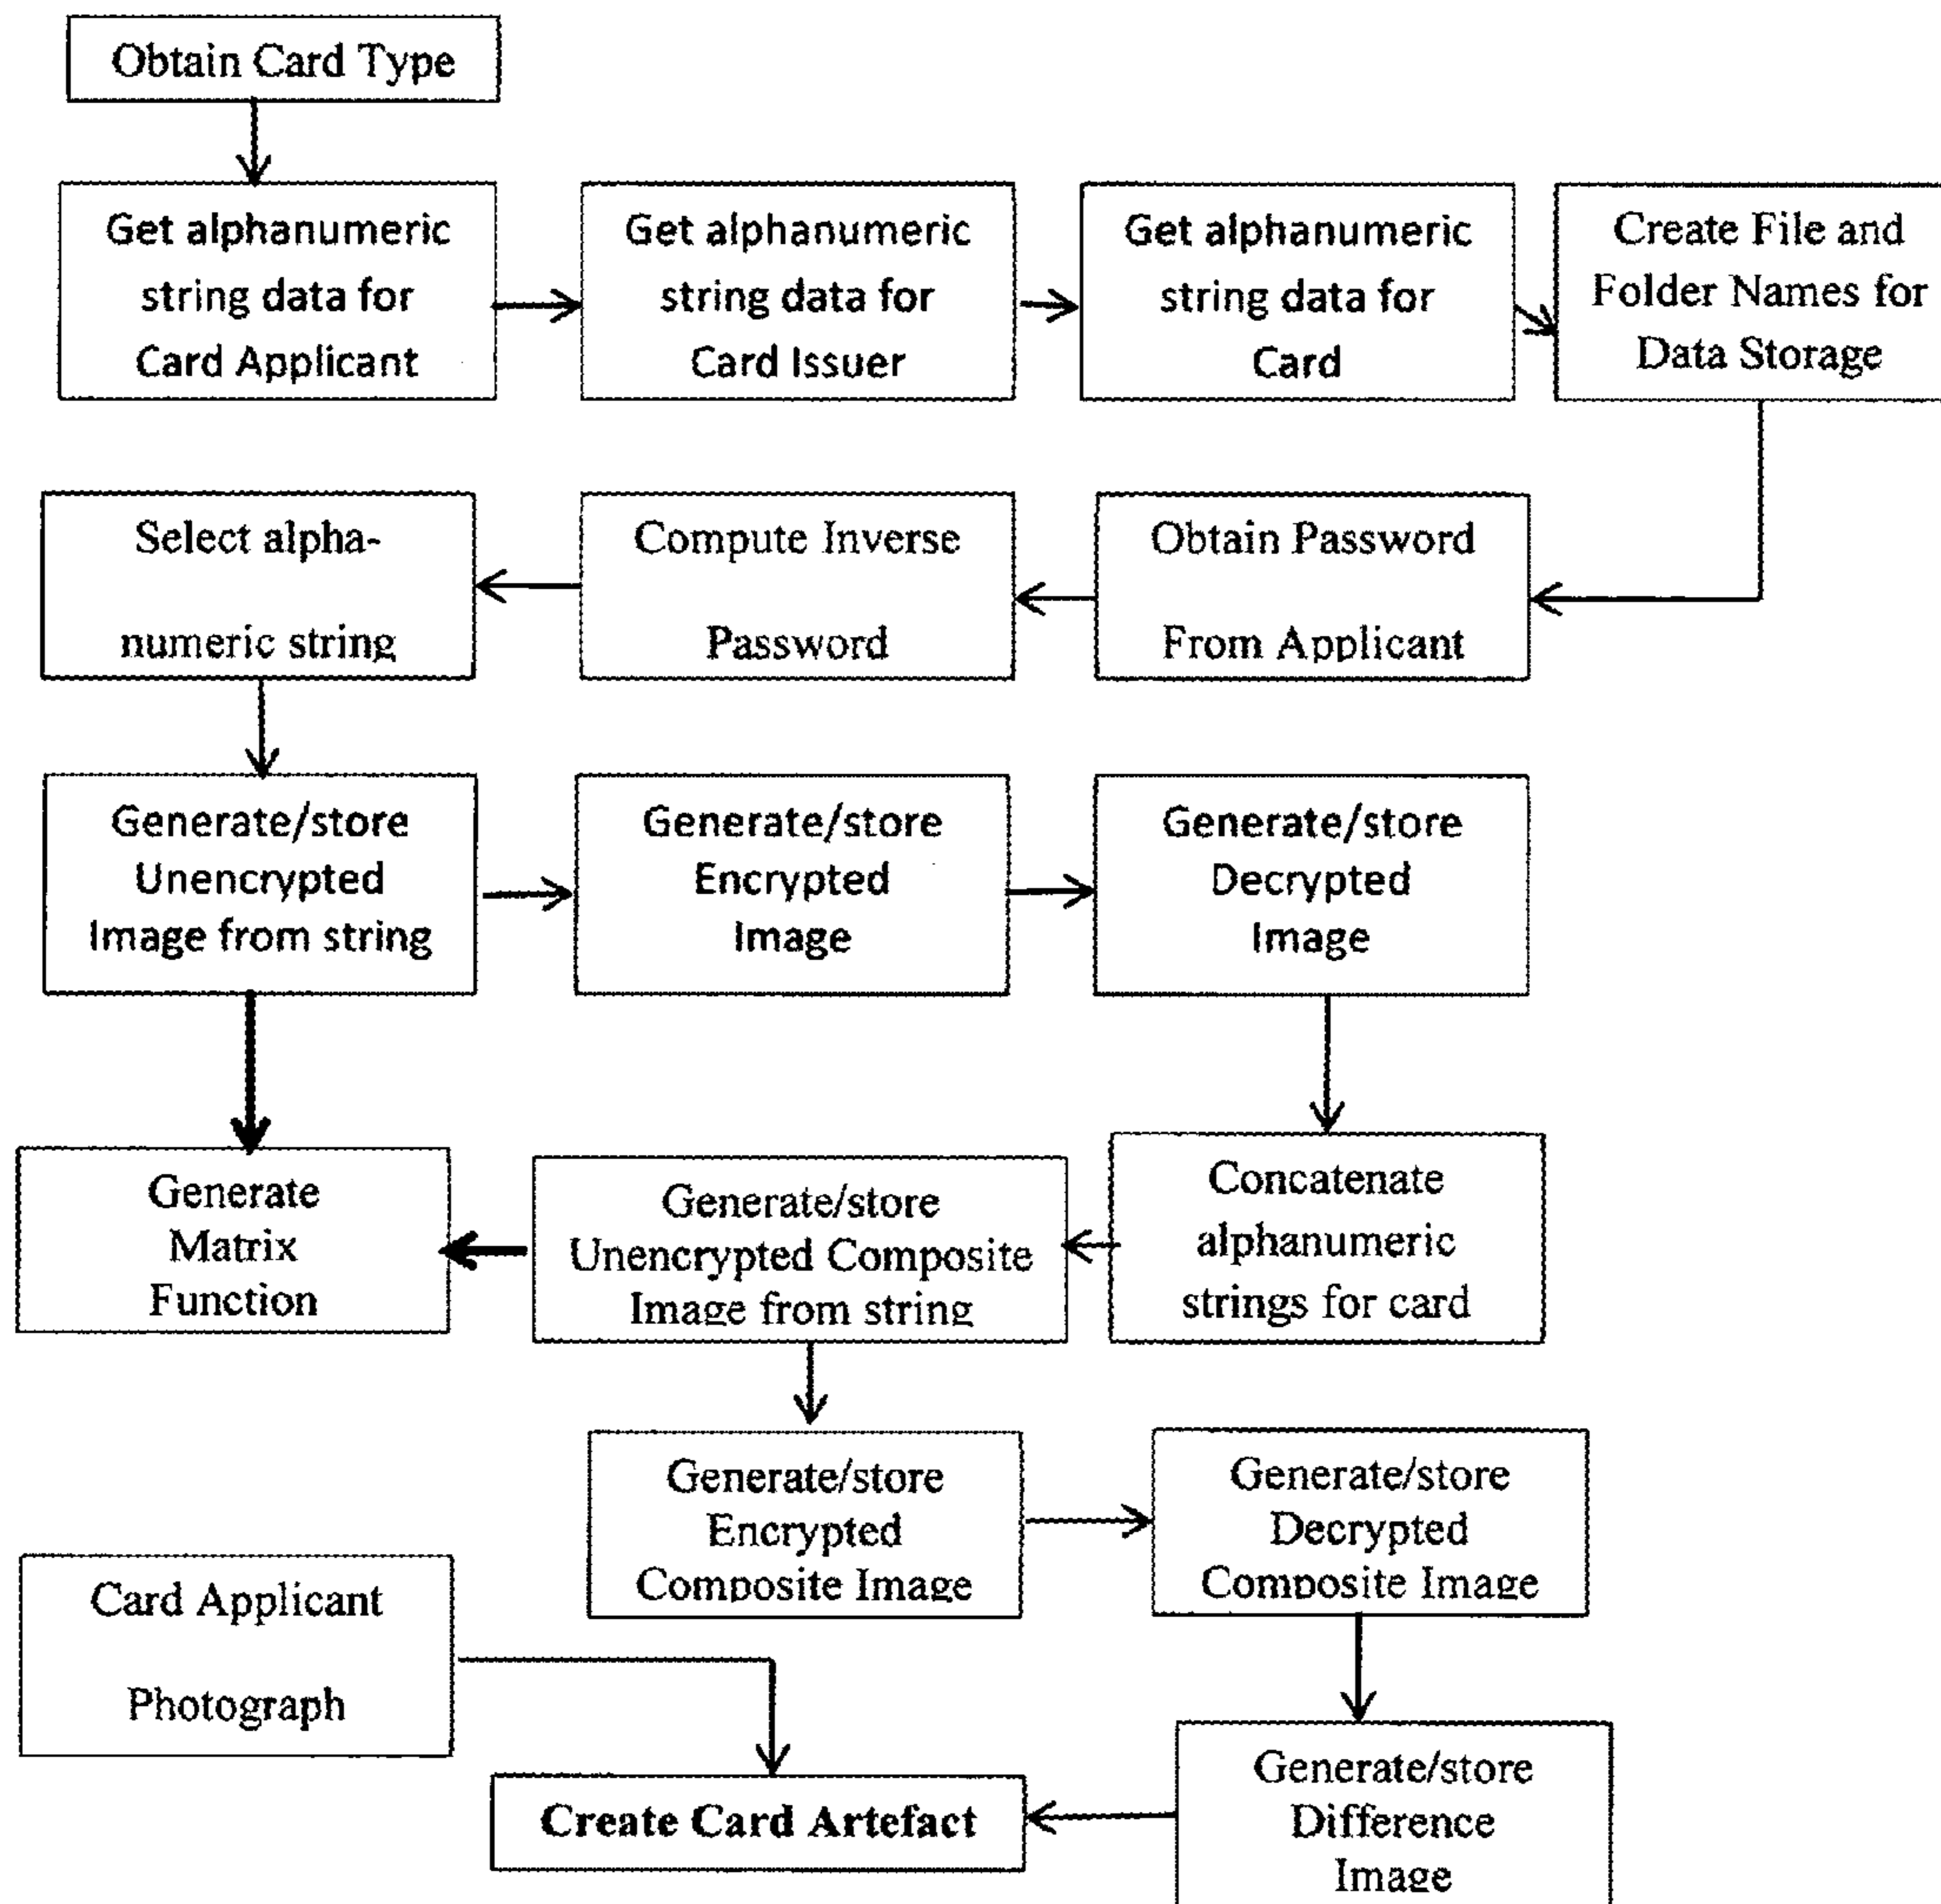 Obtain Card Type
Get alphanumeric
string data for
Card Applicant
Get alphanumeric
string data for
Card Issuer
Get alphanumeric
string data for
Card
Create File and
Folder Names for
Data Storage
Select alpha-
numeric string
Compute Inverse
Password
Obtain Password
From Applicant
Generate/store
Unencrypted
Image from string
Generate/store
Encrypted
Image
Generate/store
Decrypted
Image
Generate
Matrix
Function
Generate/store
Unencrypted Composite
Image from string
Concatenate
alphanumeric
strings for card
Generate/store
Encrypted
Composite Image
Generate/store
Decrypted
Composite Image
Card Applicant
Photograph
Create Card Artefact
Generate/store
Difference
Image